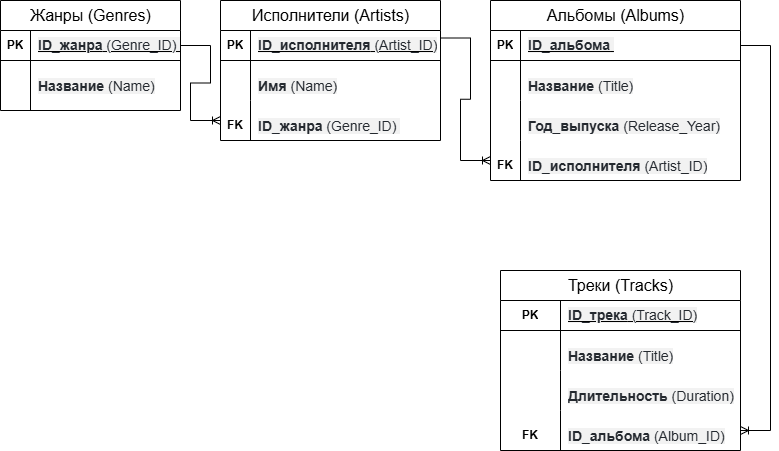 Жанры (Genres)
PK ID_жанра (Genre_ID)
Название (Name)
Исполнители (Artists)
PK ID_исполнителя (Artist_ID)
Имя (Name)
FK ID_жанра (Genre_ID)
Альбомы (Albums)
PK ID_альбома
Название (Title)
Год_выпуска (Release_Year)
FK ID_исполнителя (Artist_ID)
Треки (Tracks)
PK ID_трека (Track_ID)
Название (Title)
Длительность (Duration)
FK ID_альбома (Album_ID)